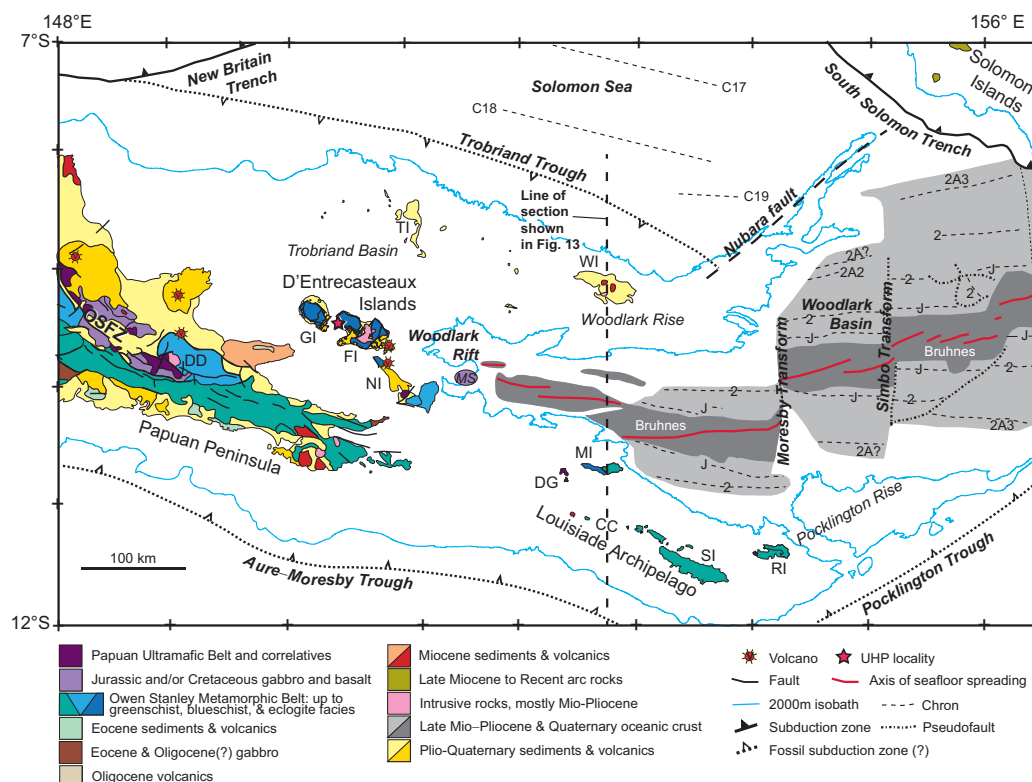 148°E
156°E
7°S
12°S
New Britain
Trench
Solomon Sea
C17
C18
C19
Solomon
Islands
South Solomon Trench
Trobriand Trough
Line of
section
shown
in Fig. 13
Nubara fault
2A3
2
TI
Trobriand Basin
WI
D'Entrecasteaux
Islands
Woodlark Rise
2A?
2A2
2
J
2
J
Woodlark
Basin
OSFZ
DD
GI
FI
NI
Woodlark
Rift
MS
Moresby Transform
Simbo Transform
Bruhnes
2
J
J
2
2
J
Bruhnes
2A3
2A?
J
2
Papuan Peninsula
MI
DG
CC
Louisiade Archipelago
SI
RI
Pocklington Rise
Pocklington Trough
100 km
Aure–Moresby Trough
Papuan Ultramafic Belt and correlatives
Jurassic and/or Cretaceous gabbro and basalt
Owen Stanley Metamorphic Belt: up to
greenschist, blueschist, & eclogite facies
Eocene sediments & volcanics
Eocene & Oligocene(?) gabbro
Oligocene volcanics
Miocene sediments & volcanics
Late Miocene to Recent arc rocks
Intrusive rocks, mostly Mio-Pliocene
Late Mio–Pliocene & Quaternary oceanic crust
Plio-Quaternary sediments & volcanics
Volcano
UHP locality
Fault
Axis of seafloor spreading
2000m isobath
Chron
Subduction zone
Pseudofault
Fossil subduction zone (?)